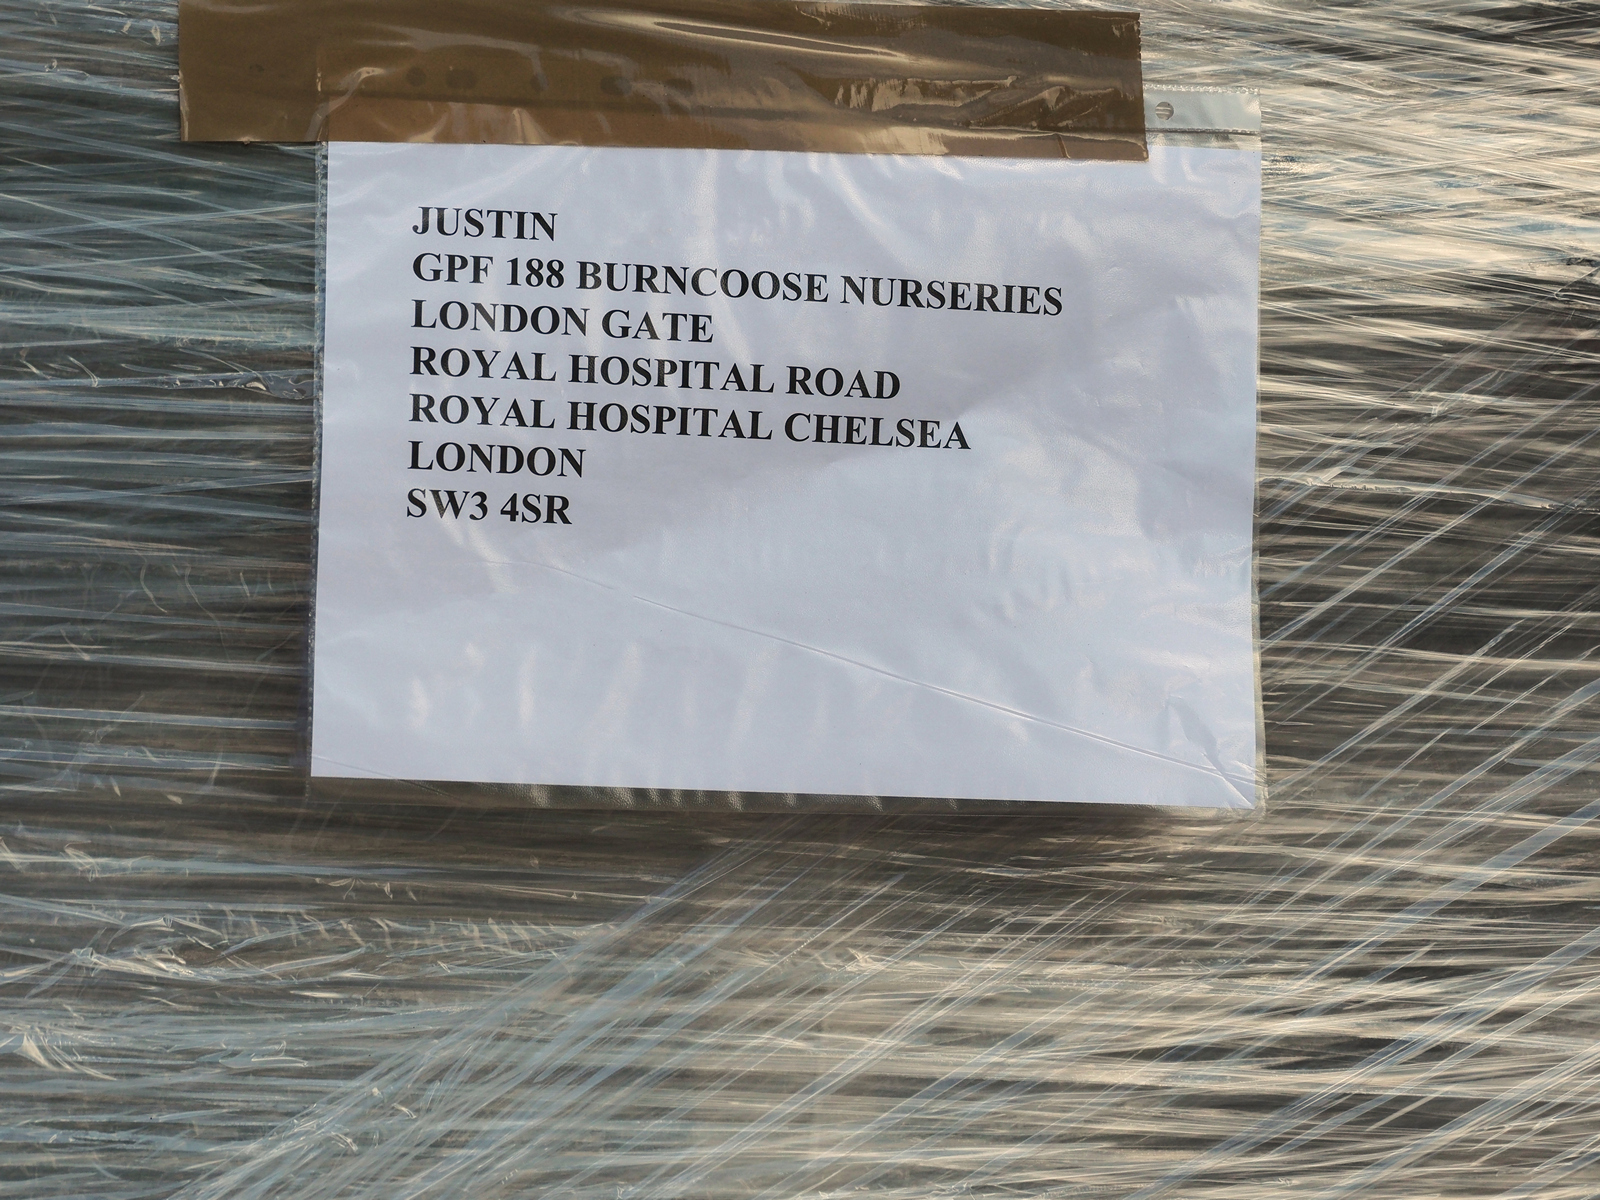 JUSTIN
GPF 188 BURNCOOSE NURSERIES
LONDON GATE
ROYAL HOSPITAL ROAD
ROYAL HOSPITAL CHELSEA
LONDON
SW3 4SR